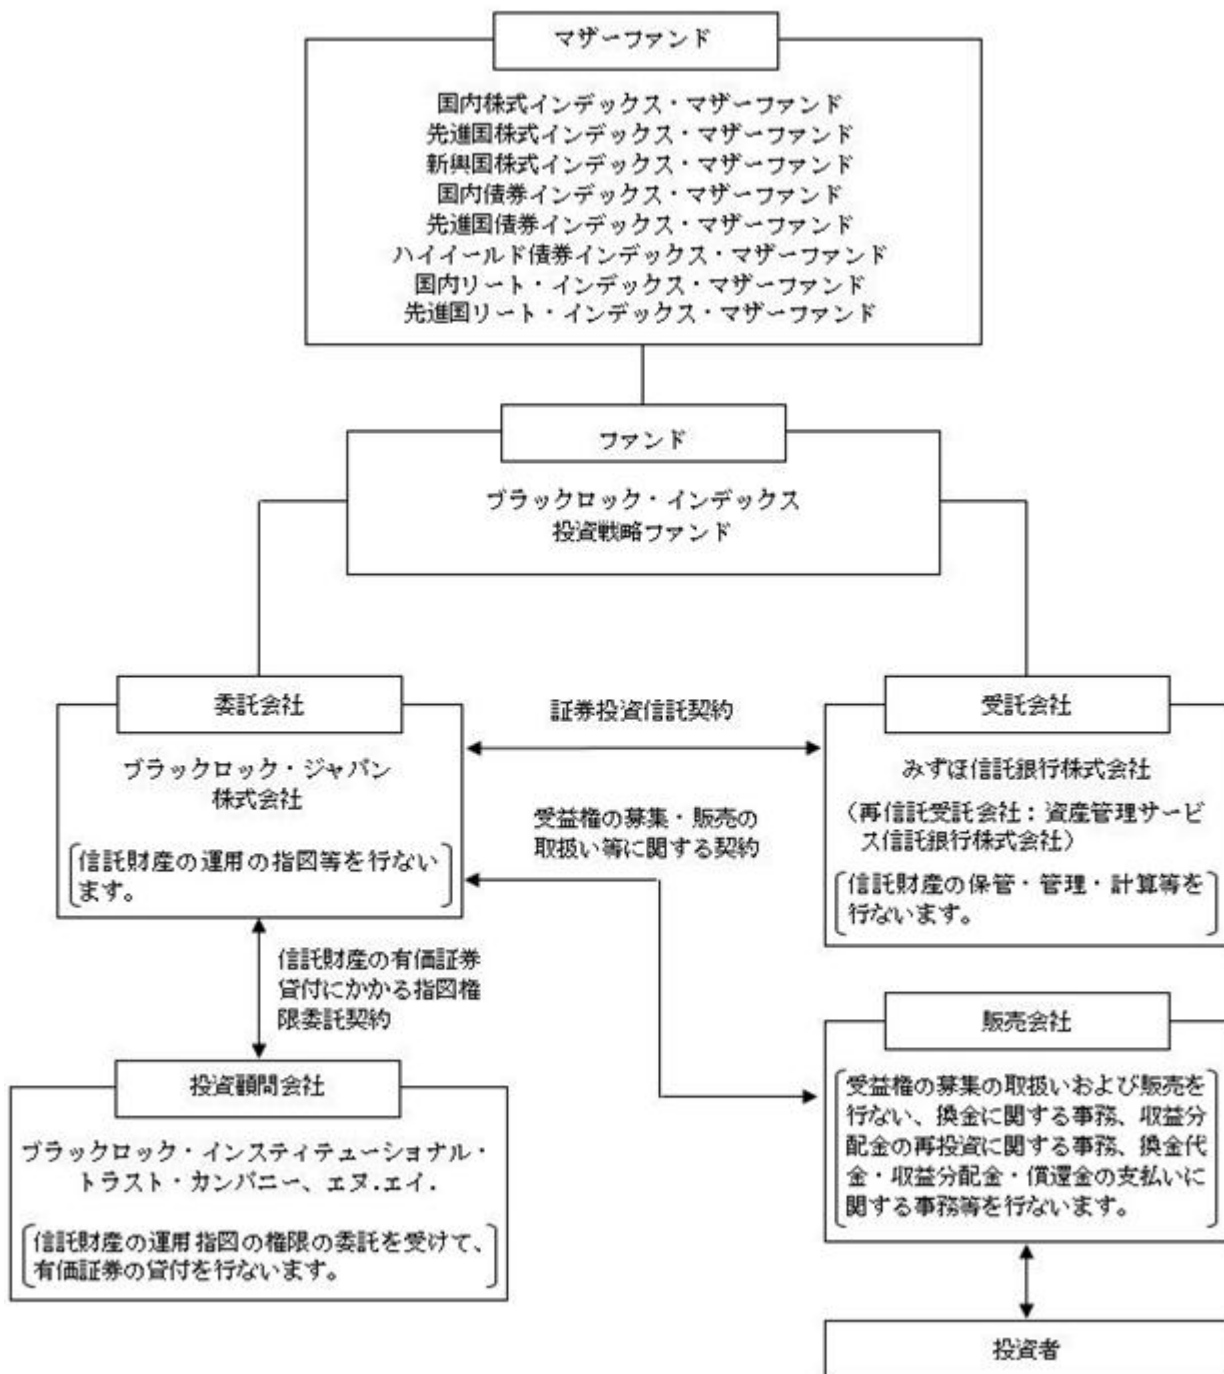 マザーファンド
国内株式インデックス・マザーファンド
先進国株式インデックス・マザーファンド
新興国株式インデックス・マザーファンド
国内債券インデックス・マザーファンド
先進国債券インデックス・マザーファンド
ハイイールド債券インデックス・マザーファンド
国内リート・インデックス・マザーファンド
先進国リート・インデックス・マザーファンド
ファンド
ブラックロック・インデックス
投資戦略ファンド
委託会社
ブラックロック・ジャパン
株式会社
信託財産の運用の指図等を行ない
ます。
証券投資信託契約
受益権の募集・販売の
取扱い等に関する契約
受託会社
みずほ信託銀行株式会社
（再信託受託会社：資産管理サービ
ス信託銀行株式会社）
信託財産の保管・管理・計算等を
行ないます。
信託財産の有価証券
貸付にかかる指図権
限委託契約
投資顧問会社
ブラックロック・インスティテューショナル・
トラスト・カンパニー、エヌ.エイ.
信託財産の運用指図の権限の委託を受けて、
有価証券の貸付を行ないます。
販売会社
受益権の募集の取扱いおよび販売を
行ない、換金に関する事務、収益分
配金の再投資に関する事務、換金代
金・収益分配金・償還金の支払いに
関する事務等を行ないます。
投資者